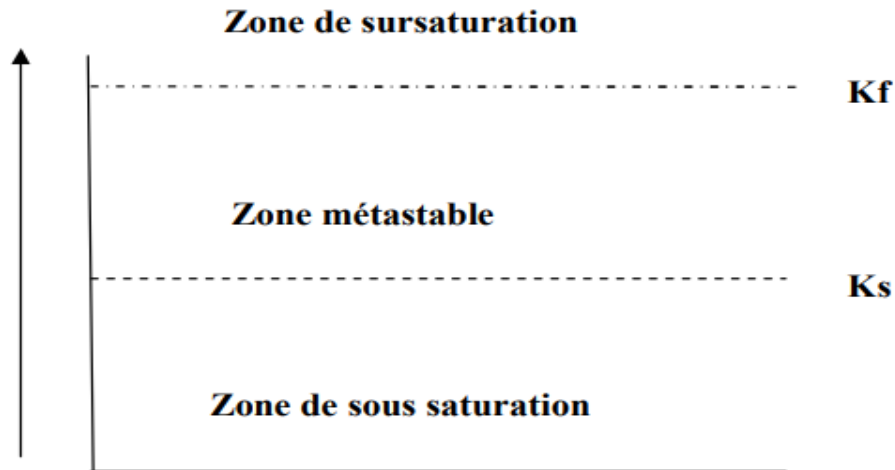 Zone de sursaturation
Kf
Zone métastable
Ks
Zone de sous saturation